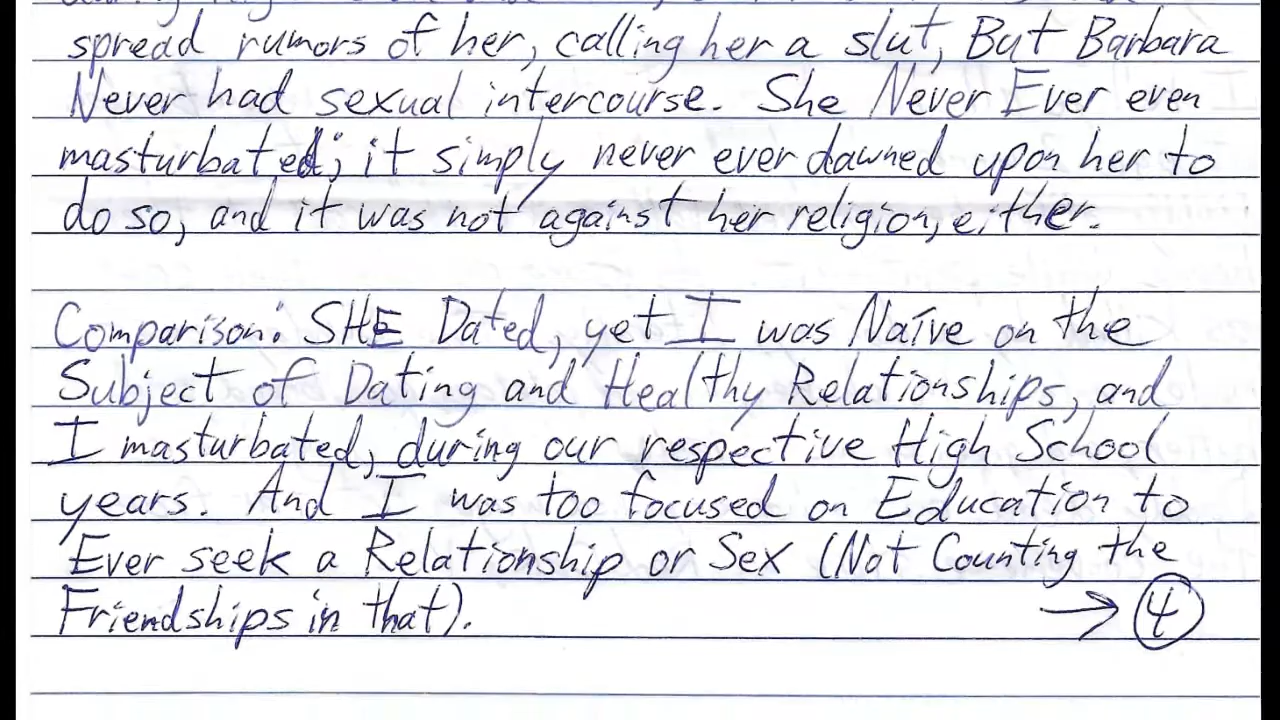 spread rumors of her, calling her a slut, But Barbara
Never had sexual intercourse. She Never Ever even
masturbated; it simply never ever dawned upon her to
do so, and it was not against her religion, either.
Comparison: SHE Dated, yet I was Naïve on the
Subject of Dating and Healthy Relationships, and
I masturbated, during our respective High School
years. And I was too focused on Education to
Ever seek a Relationship or Sex (Not Counting the
Friendships in that).
→ 4